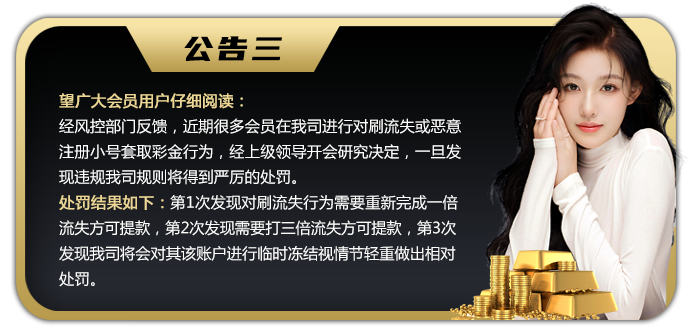 公告三
望广大会员用户仔细阅读：
经风控部门反馈，近期很多会员在我司进行对刷流失或恶意
注册小号套取彩金行为，经上级领导开会研究决定，一旦发
现违规我司规则将得到严厉的处罚。
处罚结果如下：第1次发现对刷流失行为需要重新完成一倍
流失方可提款，第2次发现需要打三倍流失方可提款，第3次
发现我司将会对其该账户进行临时冻结视情节轻重做出相对
处罚。